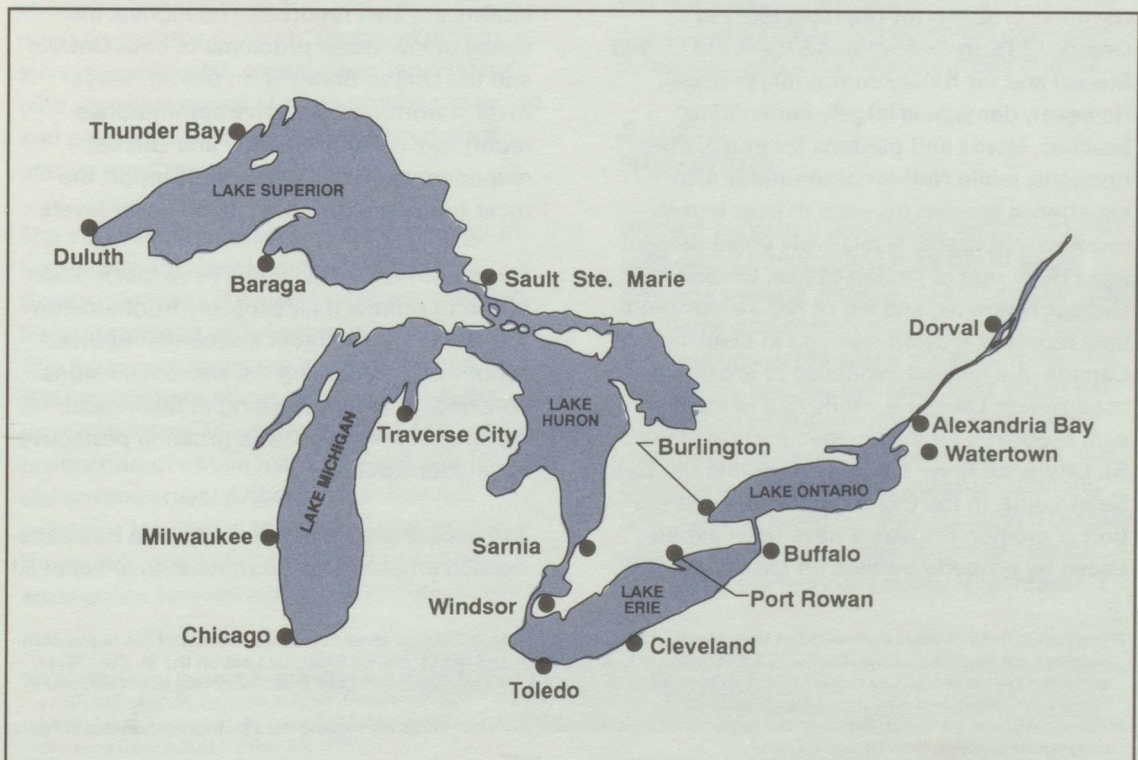 Thunder Bay
LAKE SUPERIOR
Duluth
Baraga
Sault Ste. Marie
Dorval
LAKE
HURON
Traverse City
Burlington
Alexandria Bay
Watertown
LAKE MICHIGAN
LAKE ONTARIO
Milwaukee
Sarnia
Buffalo
Windsor
LAKE
ERIE
Port Rowan
Chicago
Cleveland
Toledo